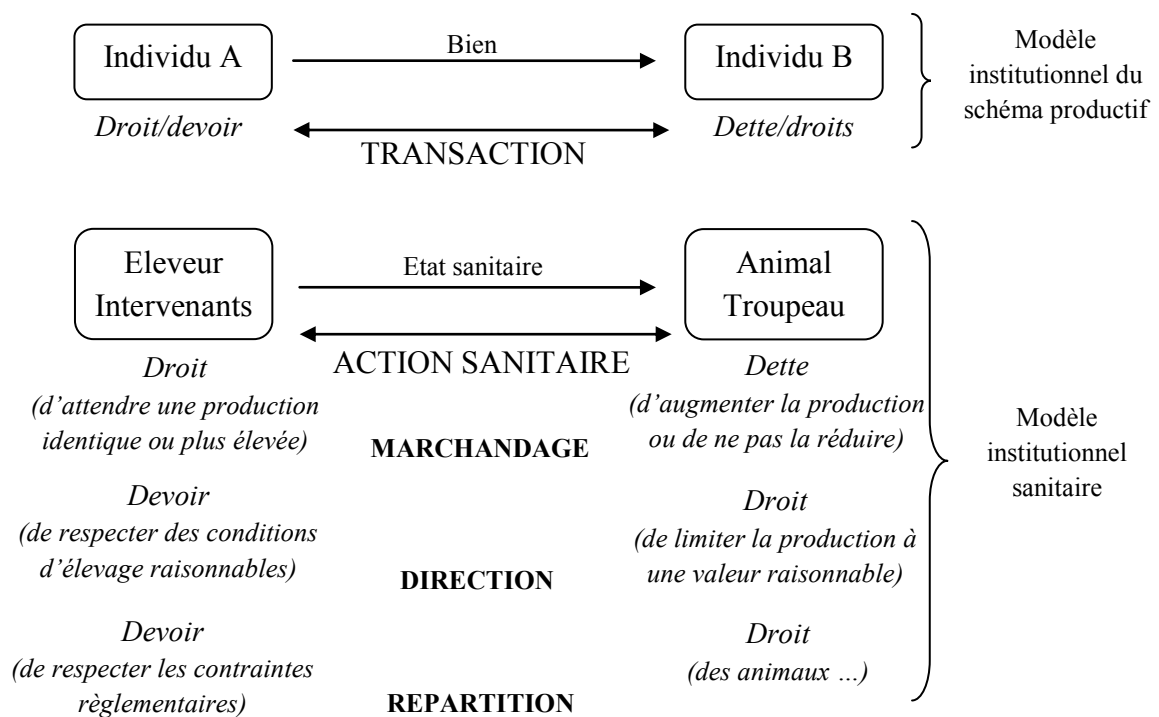 Individu A
Bien
Individu B
Droit/devoir
TRANSACTION
Dette/droits
Modèle
institutionnel du
schéma productif
Eleveur
Intervenants
Etat sanitaire
Animal
Troupeau
ACTION SANITAIRE
Droit
(d'attendre une production
identique ou plus élevée)
MARCHANDAGE
Dette
(d'augmenter la production
ou de ne pas la réduire)
Devoir
(de respecter des conditions
d'élevage raisonnables)
DIRECTION
Droit
(de limiter la production à
une valeur raisonnable)
Devoir
(de respecter les contraintes
règlementaires)
REPARTITION
Droit
(des animaux …)
Modèle
institutionnel
sanitaire